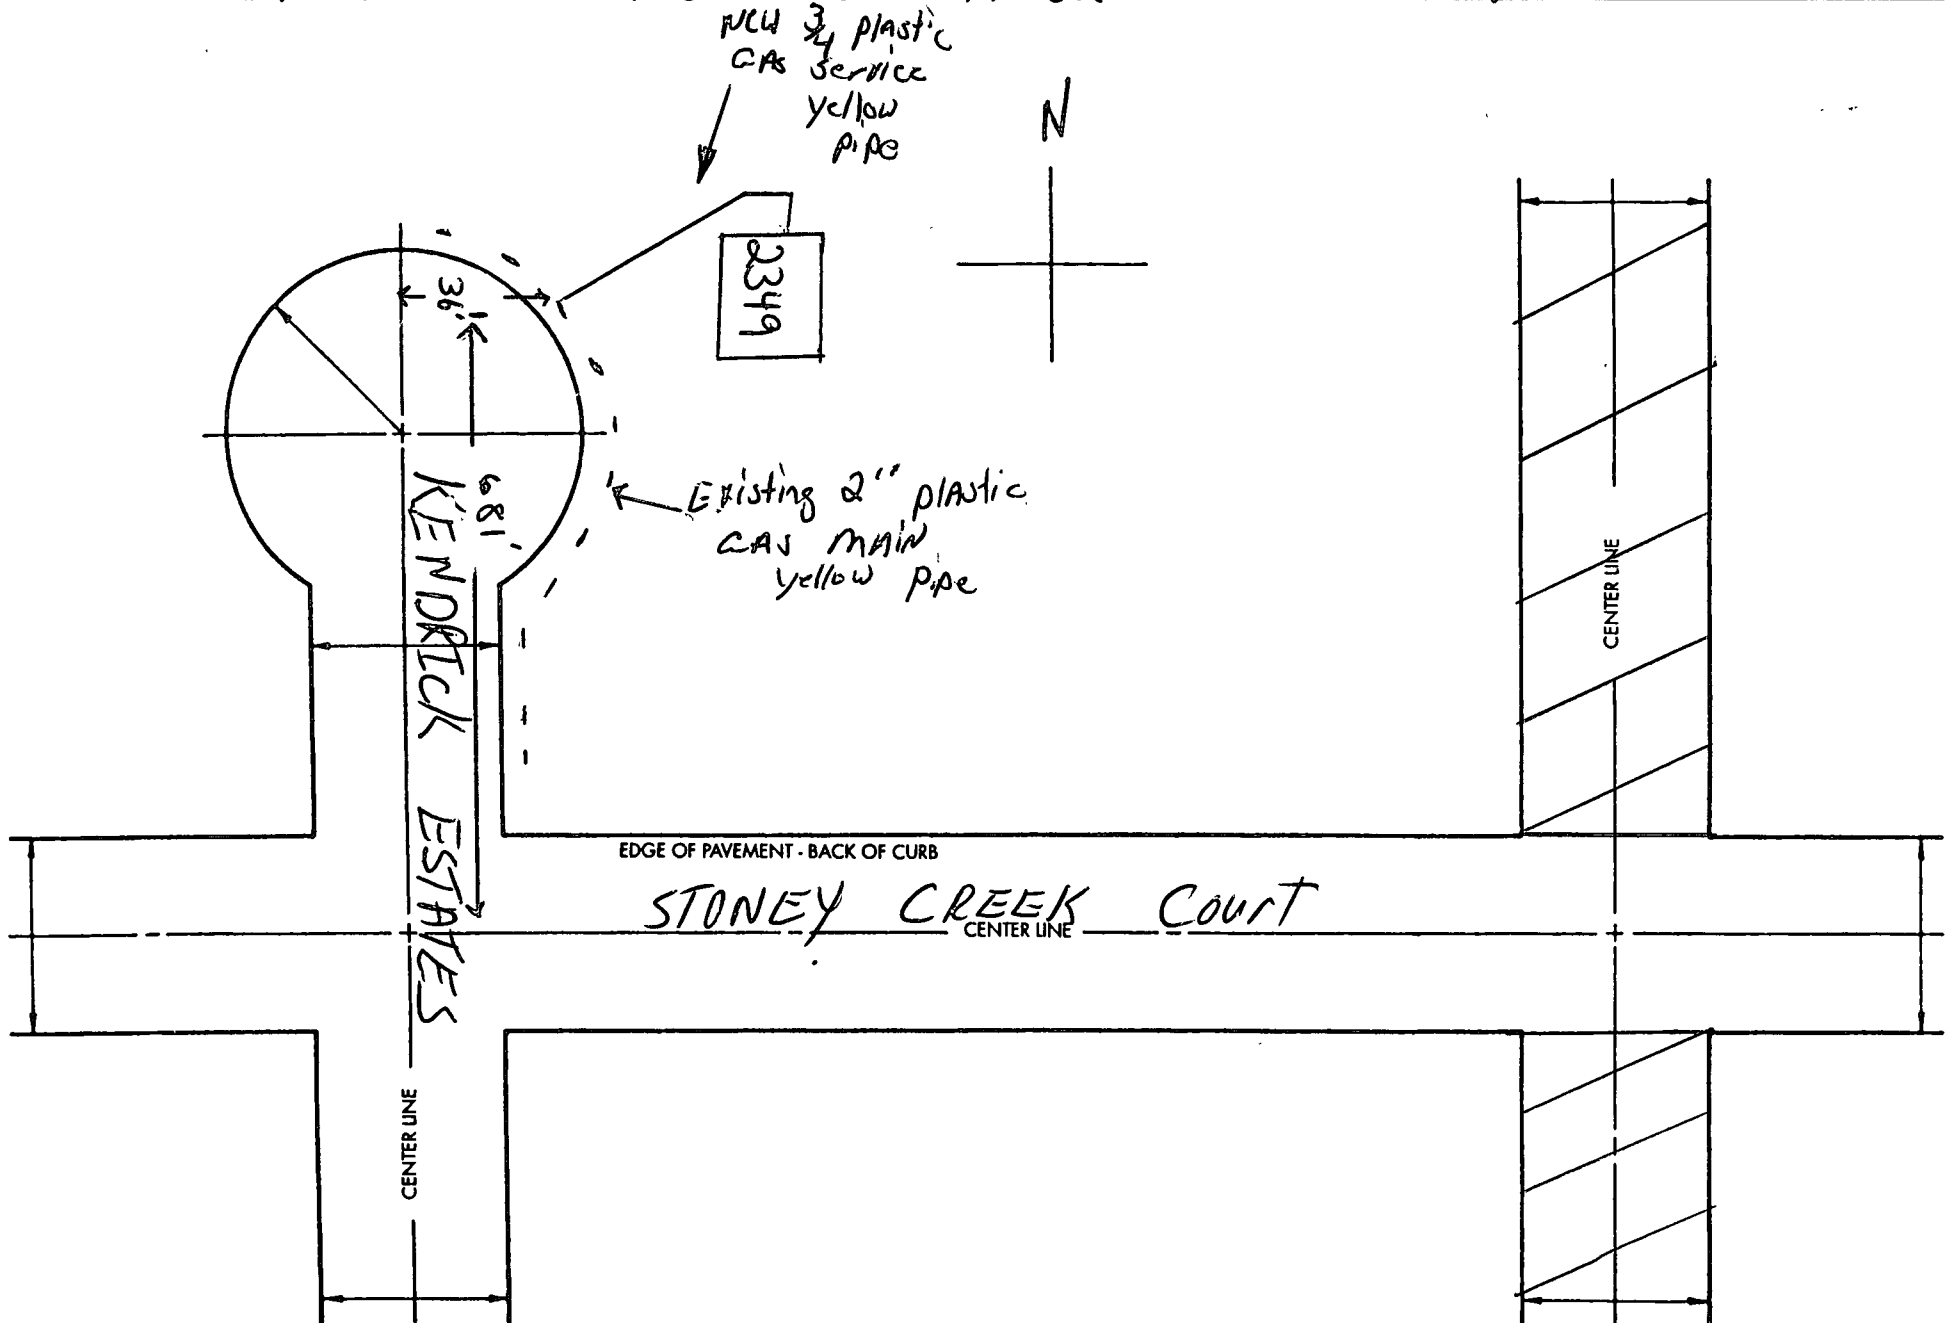 NEW 3/4 plastic
GAS service
yellow
pipe
N
2349
36'
681'
Existing 2" plastic
GAS MAIN
yellow pipe
KENDRICK ESTATES
CENTER LINE
EDGE OF PAVEMENT - BACK OF CURB
STONEY CREEK Court
CENTER LINE
CENTER LINE